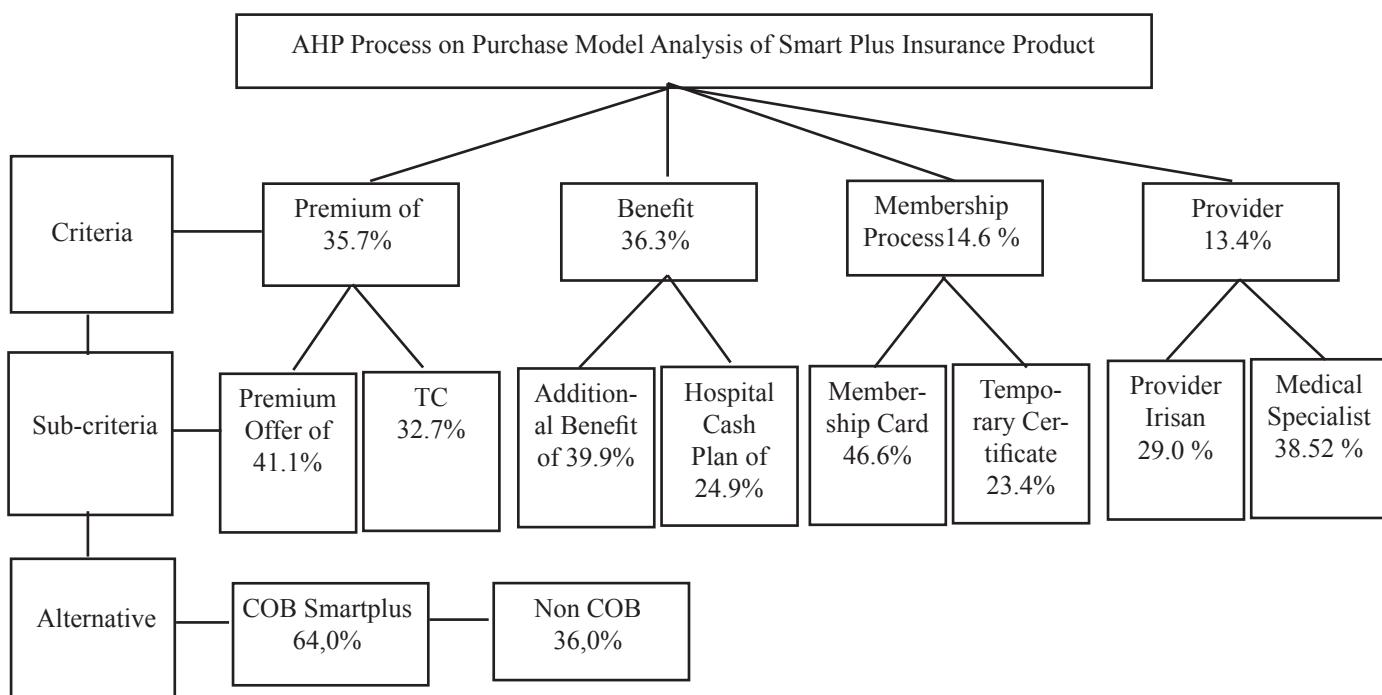 AHP Process on Purchase Model Analysis of Smart Plus Insurance Product
Criteria
Premium of
35.7%
Benefit
36.3%
Membership
Process14.6 %
Provider
13.4%
Sub-criteria
Premium
Offer of
41.1%
TC
32.7%
Addition-
al Benefit
of 39.9%
Hospital
Cash
Plan of
24.9%
Member-
ship Card
46.6%
Tempo-
rary Cer-
tificate
23.4%
Provider
Irisan
29.0 %
Medical
Specialist
38.52 %
Alternative
COB Smartplus
64,0%
Non COB
36,0%